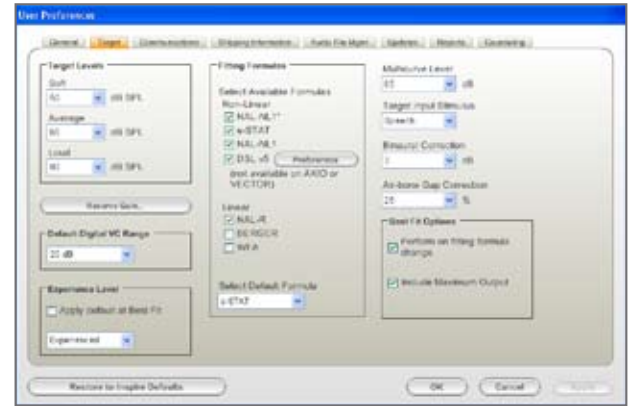 User Preferences
General
Target
Communications
Shipping Information
Audio File Mgmt
Updates
Reports
Counseling
Target Levels
Soft
dB SPL
Average
dB SPL
Loud
dB SPL
Reserve Gain...
Default Digital VC Range
20 dB
Experience Level
Apply default at Best Fit
Experienced
Fitting Formulas
Select Available Formulas
Non-Linear
NAL-NL1*
e-STAT
NAL-NL1
DSL v5
Preference
(not available on AXIO or
VECTOR)
Linear
NAL-R
BERGER
Select Default Formula
e-STAT
Multicurve Level
65 dB
Target Input Stimulus
Speech
Binaural Correction
dB
Air-bone Gap Correction
25 %
Best Fit Options
Perform on fitting formula
change
Include Maximum Output
Restore to Inspire Defaults
OK
Cancel
Apply